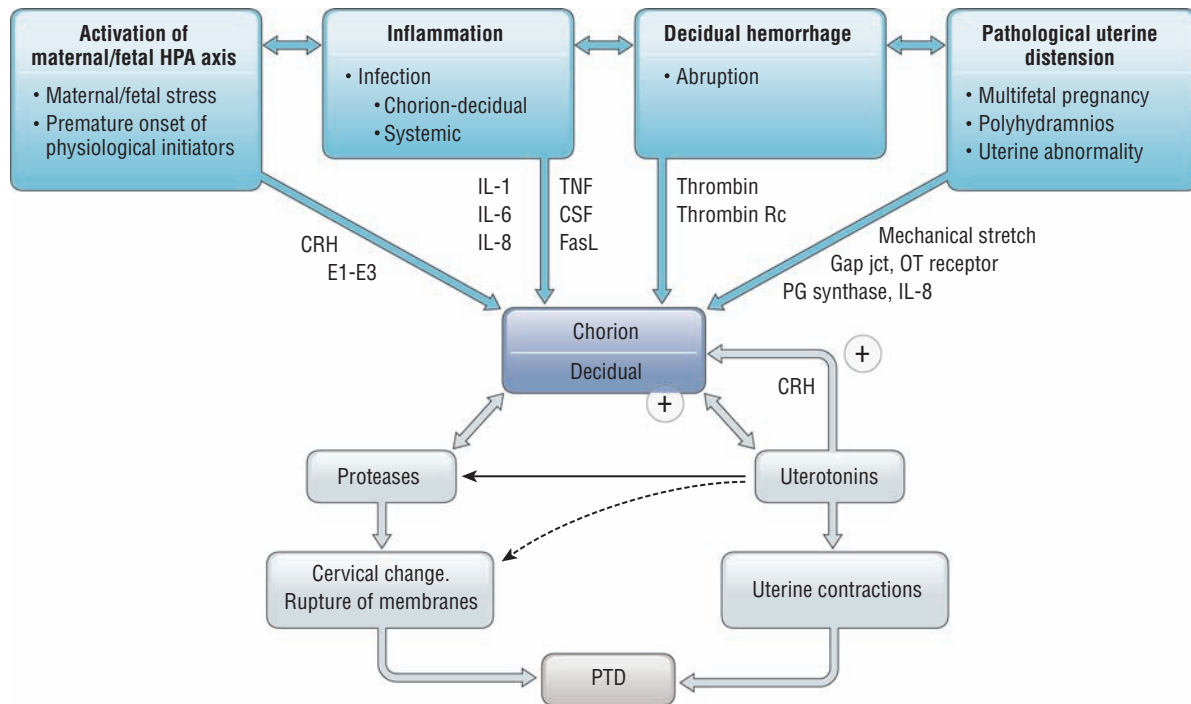 Activation of
maternal/fetal HPA axis
• Maternal/fetal stress
• Premature onset of
physiological initiators
Inflammation
• Infection
• Chorion-decidual
• Systemic
Decidual hemorrhage
• Abruption
Pathological uterine
distension
• Multifetal pregnancy
• Polyhydramnios
• Uterine abnormality
CRH
E1-E3
IL-1
IL-6
IL-8
TNF
CSF
FasL
Thrombin
Thrombin Rc
Mechanical stretch
Gap jct, OT receptor
PG synthase, IL-8
Chorion
Decidual
+
+
CRH
Proteases
Uterotonins
Cervical change.
Rupture of membranes
Uterine contractions
PTD